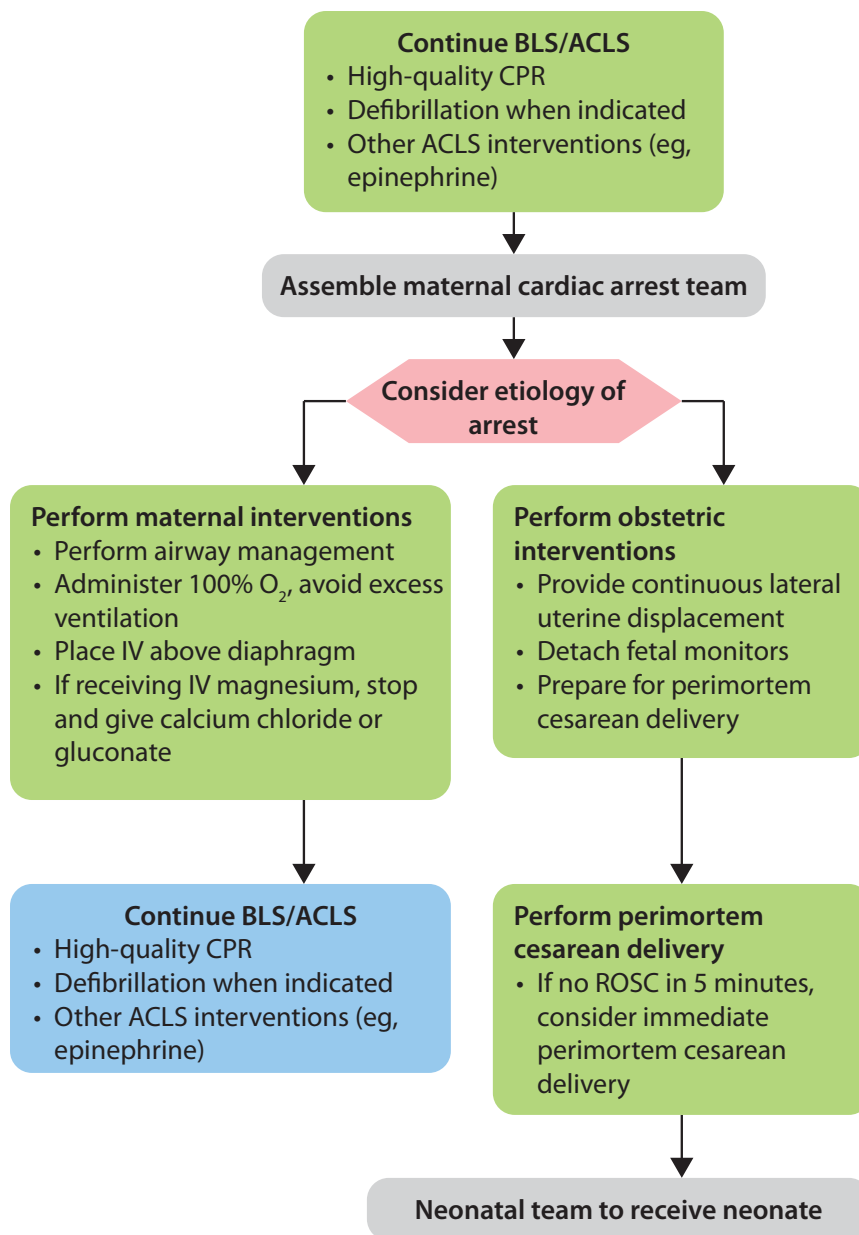 Continue BLS/ACLS
• High-quality CPR
• Defibrillation when indicated
• Other ACLS interventions (eg,
epinephrine)
Assemble maternal cardiac arrest team
Consider etiology of
arrest
Perform maternal interventions
• Perform airway management
• Administer 100% O₂, avoid excess
ventilation
• Place IV above diaphragm
• If receiving IV magnesium, stop
and give calcium chloride or
gluconate
Perform obstetric
interventions
• Provide continuous lateral
uterine displacement
• Detach fetal monitors
• Prepare for perimortem
cesarean delivery
Continue BLS/ACLS
• High-quality CPR
• Defibrillation when indicated
• Other ACLS interventions (eg,
epinephrine)
Perform perimortem
cesarean delivery
• If no ROSC in 5 minutes,
consider immediate
perimortem cesarean
delivery
Neonatal team to receive neonate